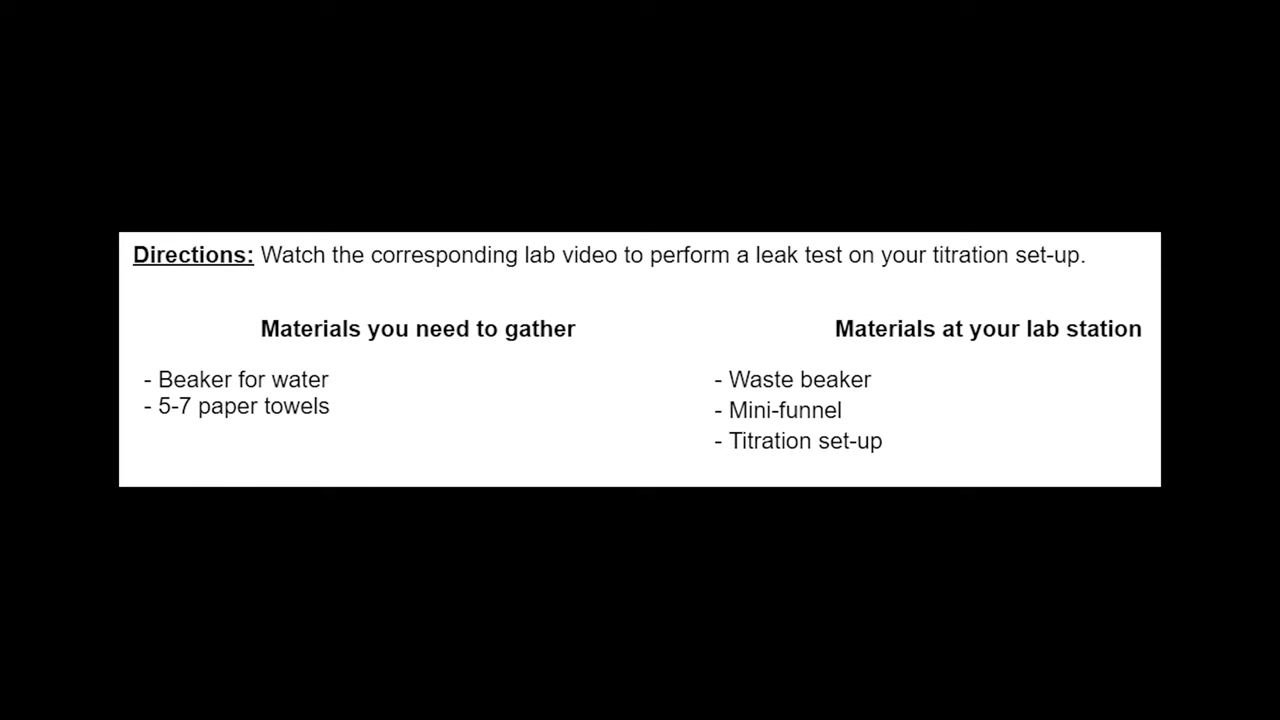 Directions: Watch the corresponding lab video to perform a leak test on your titration set-up.
Materials you need to gather
- Beaker for water
- 5-7 paper towels
Materials at your lab station
- Waste beaker
- Mini-funnel
- Titration set-up